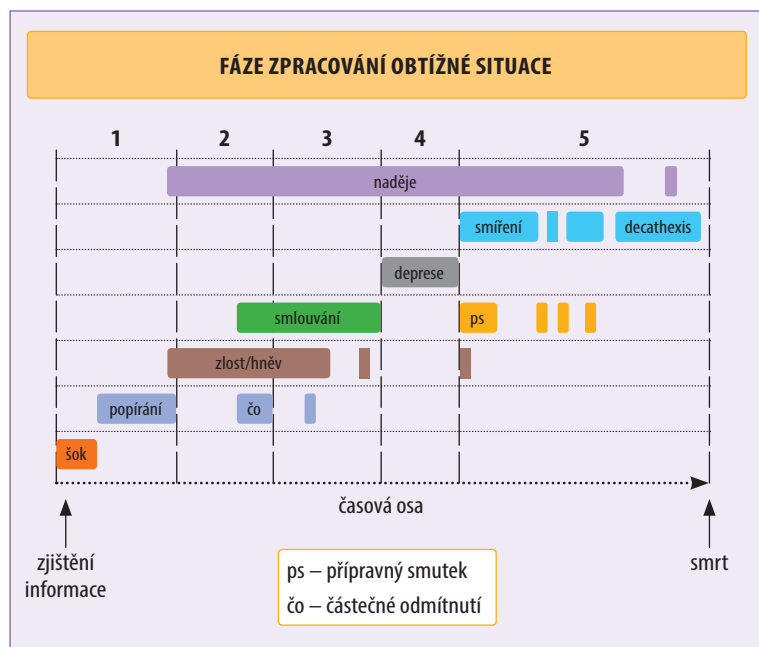 FÁZE ZPRACOVÁNÍ OBTÍŽNÉ SITUACE
1 2 3 4 5
naděje
smíření decathexis
deprese
smlouvání ps
zlost/hněv
popírání čo
šok
časová osa
zjištění
informace
smrt
ps – přípravný smutek
čo – částečné odmítnutí